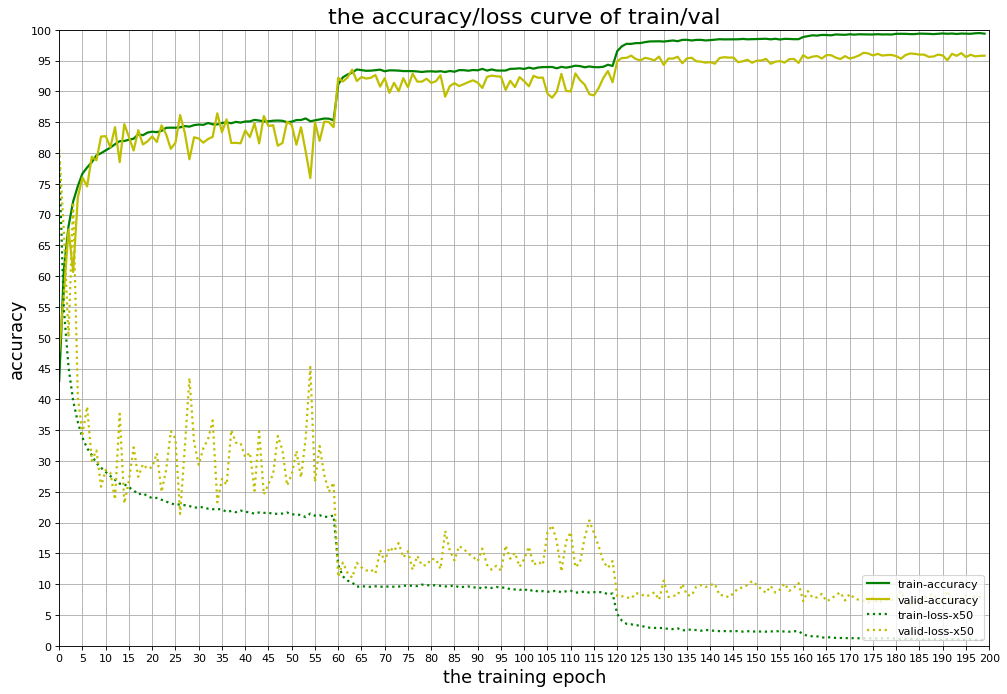 the accuracy/loss curve of train/val
100
95
90
85
80
75
70
65
60
55
50
45
40
35
30
25
20
15
10
5
0
accuracy
train-accuracy
valid-accuracy
train-loss-x50
valid-loss-x50
0 5 10 15 20 25 30 35 40 45 50 55 60 65 70 75 80 85 90 95 100 105 110 115 120 125 130 135 140 145 150 155 160 165 170 175 180 185 190 195 200
the training epoch